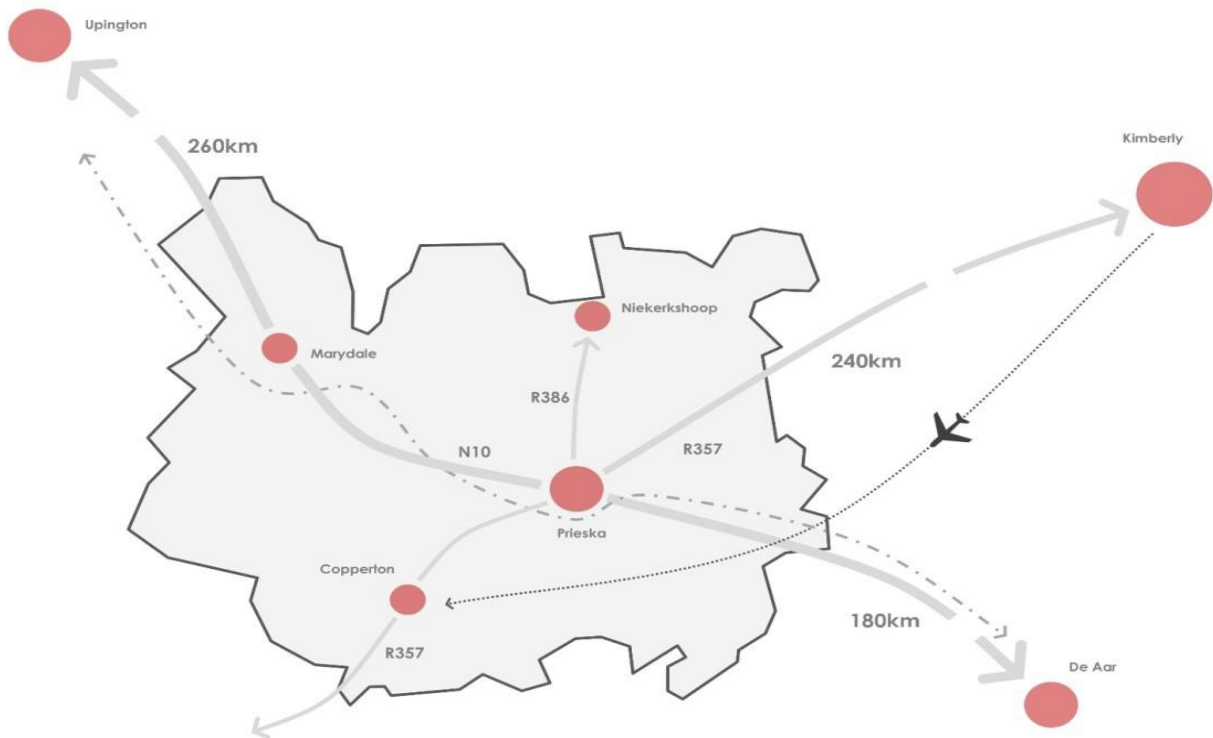 Upington
Kimberly
260km
Niekerkshoop
Marydale
240km
R386
N10
R357
Prieska
Copperton
180km
R357
De Aar